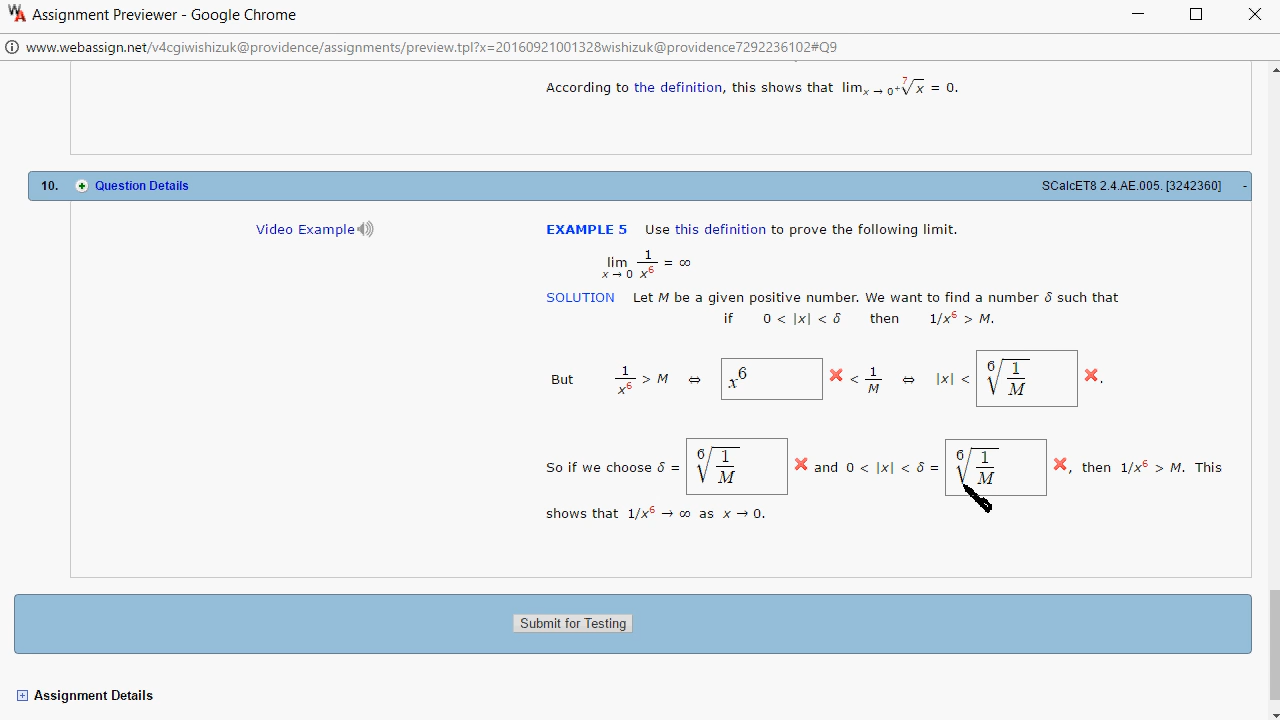 Assignment Previewer - Google Chrome
www.webassign.net/v4cgiwishizuk@providence/assignments/preview.tpl?x=20160921001328wishizuk@providence7292236102#Q9
According to the definition, this shows that lim x → 0⁺ ⁷√x = 0.
10. Question Details SCalcET8 2.4.AE.005. [3242360] -
Video Example EXAMPLE 5 Use this definition to prove the following limit.
lim x → 0 1/x⁶ = ∞
SOLUTION Let M be a given positive number. We want to find a number δ such that
if 0 < |x| < δ then 1/x⁶ > M.
But 1/x⁶ > M ⇔ x⁶ < 1/M ⇔ |x| < ⁶√(1/M) .
So if we choose δ = ⁶√(1/M) and 0 < |x| < δ = ⁶√(1/M) , then 1/x⁶ > M. This
shows that 1/x⁶ → ∞ as x → 0.
Submit for Testing
Assignment Details